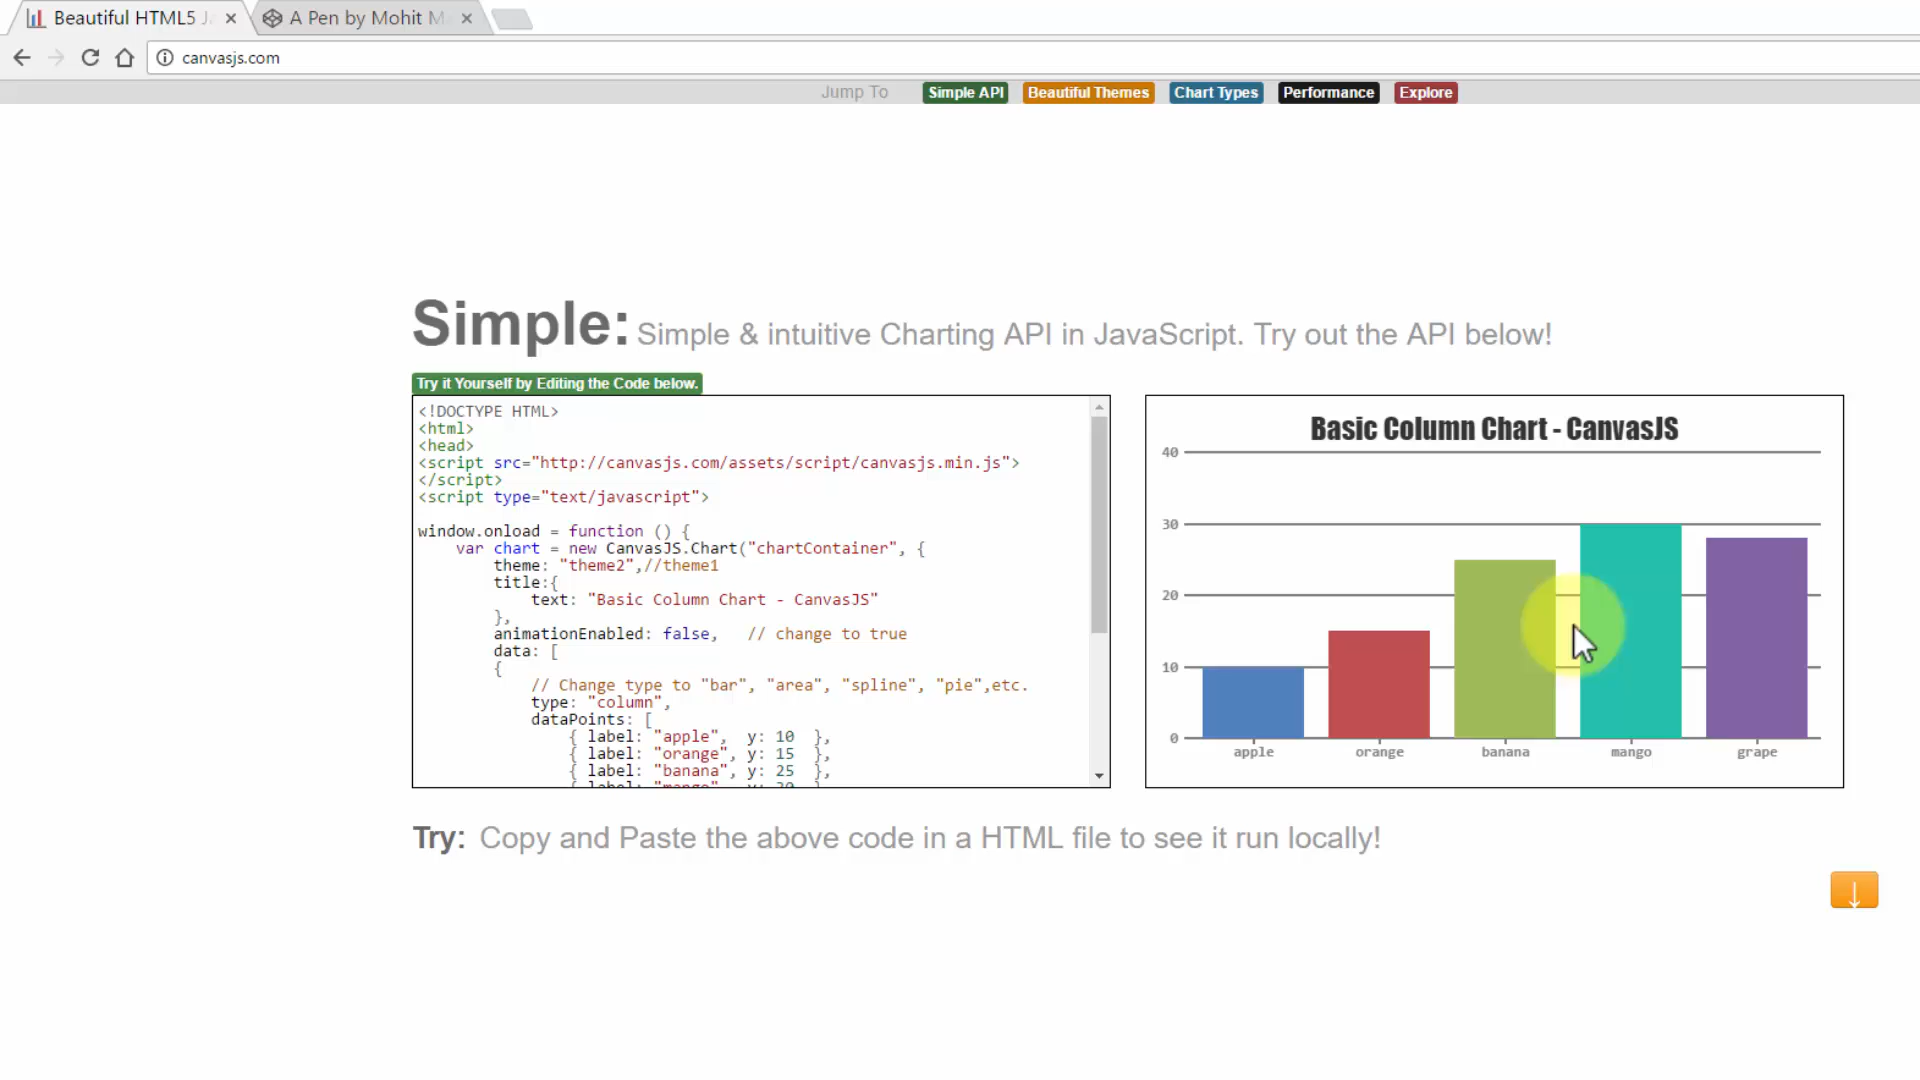 Beautiful HTML5 J
A Pen by Mohit M
canvasjs.com
Jump To Simple API Beautiful Themes Chart Types Performance Explore
Simple: Simple & intuitive Charting API in JavaScript. Try out the API below!
Try it Yourself by Editing the Code below.
<!DOCTYPE HTML>
<html>
<head>
<script src="http://canvasjs.com/assets/script/canvasjs.min.js">
</script>
<script type="text/javascript">
window.onload = function () {
var chart = new CanvasJS.Chart("chartContainer", {
theme: "theme2",//theme1
title:{
text: "Basic Column Chart - CanvasJS"
},
animationEnabled: false,   // change to true
data: [
{
// Change type to "bar", "area", "spline", "pie",etc.
type: "column",
dataPoints: [
{ label: "apple",  y: 10  },
{ label: "orange", y: 15  },
{ label: "banana", y: 25  },
{ label: "mango", y: 30 },
Basic Column Chart - CanvasJS
40
30
20
10
0
apple orange banana mango grape
Try: Copy and Paste the above code in a HTML file to see it run locally!